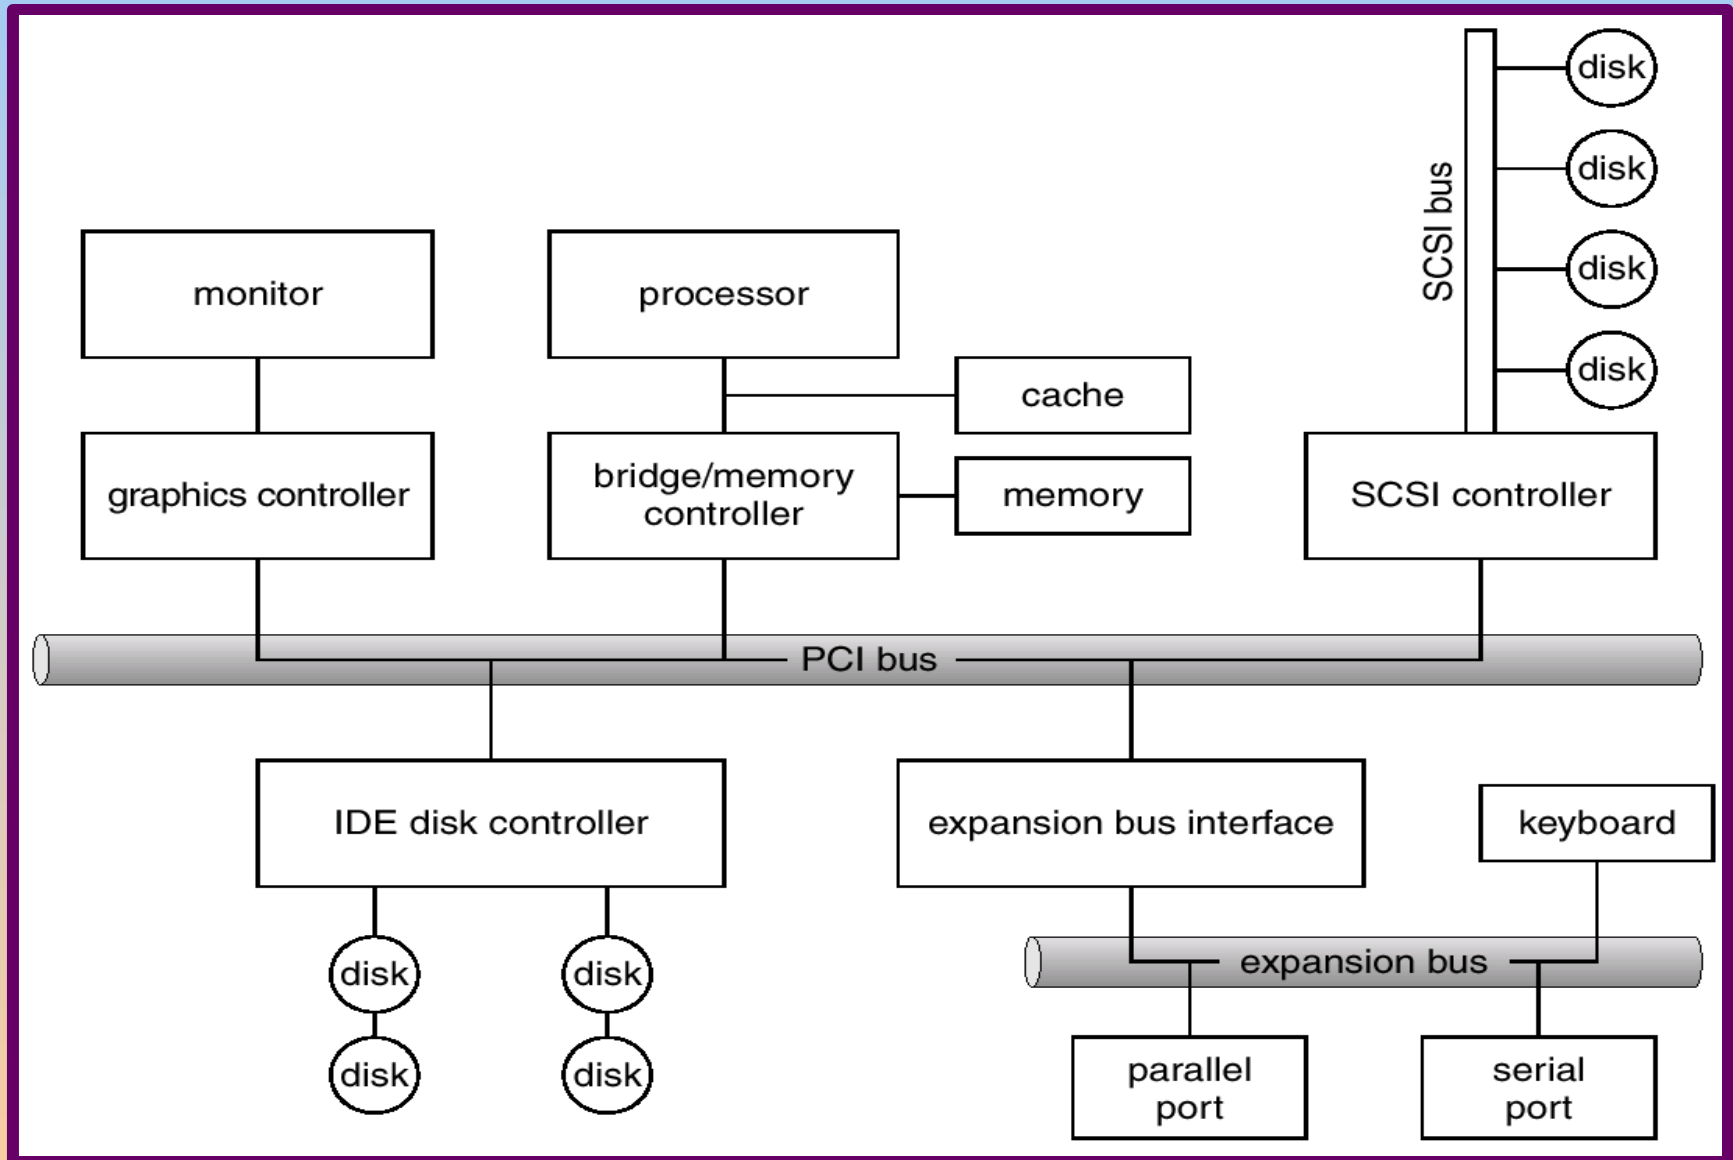 disk
disk
SCSI bus
disk
disk
monitor
processor
cache
graphics controller
bridge/memory
controller
memory
SCSI controller
PCI bus
IDE disk controller
expansion bus interface
keyboard
disk
disk
expansion bus
disk
disk
parallel
port
serial
port